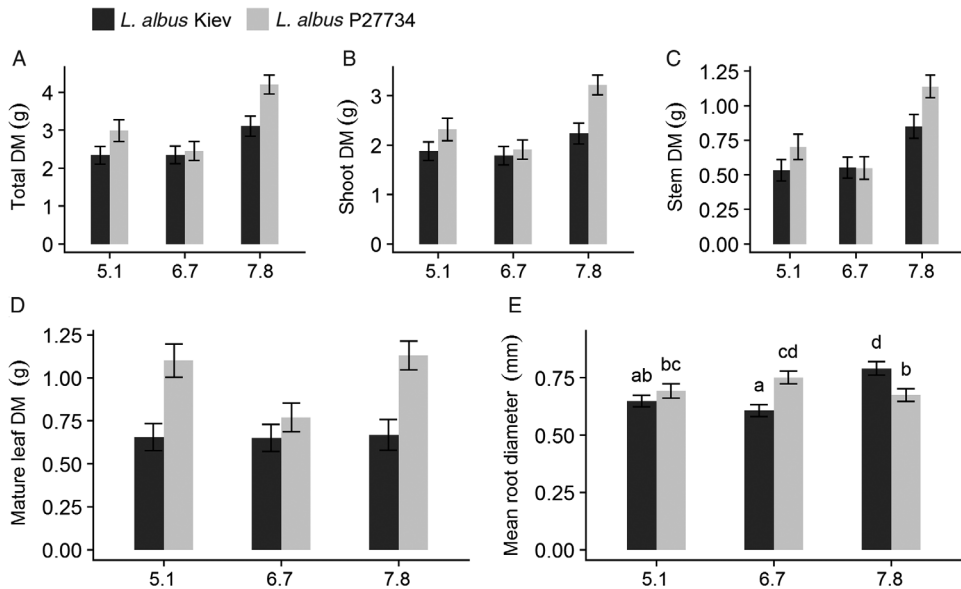 L. albus Kiev L. albus P27734
A
Total DM (g)
4
3
2
1
0
5.1 6.7 7.8
B
Shoot DM (g)
3
2
1
0
5.1 6.7 7.8
C
Stem DM (g)
1.25
1.00
0.75
0.50
0.25
0.00
5.1 6.7 7.8
D
Mature leaf DM (g)
1.25
1.00
0.75
0.50
0.25
0.00
5.1 6.7 7.8
E
Mean root diameter (mm)
0.75
0.50
0.25
0.00
ab bc a cd d b
5.1 6.7 7.8